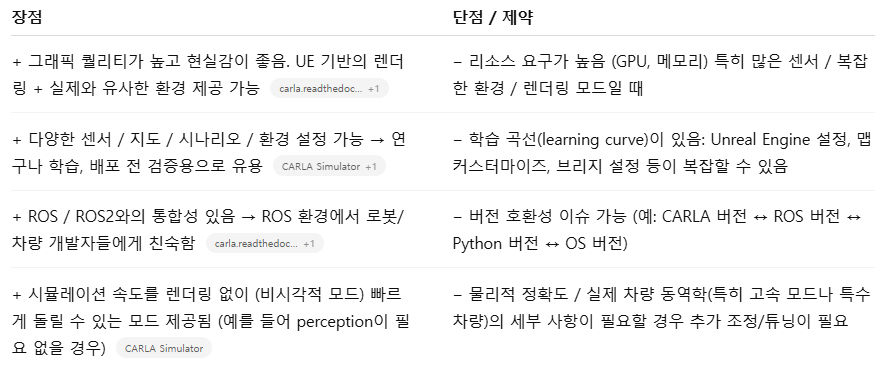 장점
단점 / 제약
+ 그래픽 퀄리티가 높고 현실감이 좋음. UE 기반의 렌더
링 + 실제와 유사한 환경 제공 가능 carla.readthedoc... +1
− 리소스 요구가 높음 (GPU, 메모리) 특히 많은 센서 / 복잡
한 환경 / 렌더링 모드일 때
+ 다양한 센서 / 지도 / 시나리오 / 환경 설정 가능 → 연
구나 학습, 배포 전 검증용으로 유용 CARLA Simulator +1
− 학습 곡선(learning curve)이 있음: Unreal Engine 설정, 맵
커스터마이즈, 브리지 설정 등이 복잡할 수 있음
+ ROS / ROS2와의 통합성 있음 → ROS 환경에서 로봇/
차량 개발자들에게 친숙함 carla.readthedoc... +1
− 버전 호환성 이슈 가능 (예: CARLA 버전 ↔ ROS 버전 ↔
Python 버전 ↔ OS 버전)
+ 시뮬레이션 속도를 렌더링 없이 (비시각적 모드) 빠르
게 돌릴 수 있는 모드 제공됨 (예를 들어 perception이 필
요 없을 경우) CARLA Simulator
− 물리적 정확도 / 실제 차량 동역학(특히 고속 모드나 특수
차량)의 세부 사항이 필요할 경우 추가 조정/튜닝이 필요